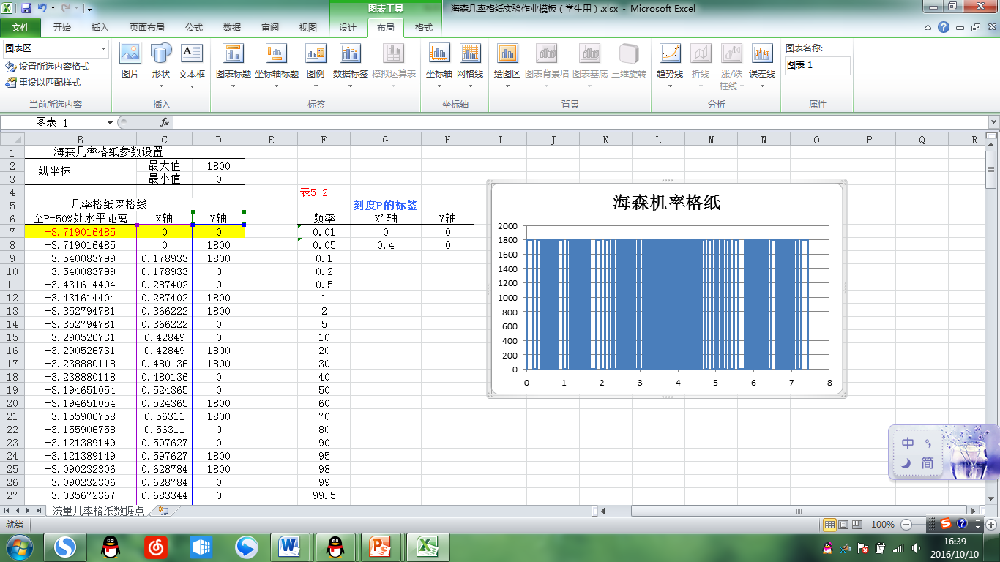 图表工具
海森几率格纸实验作业模板（学生用）.xlsx - Microsoft Excel
文件 开始 插入 页面布局 公式 数据 审阅 视图 设计 布局 格式
图表区
设置所选内容格式
重设以匹配样式
当前所选内容
图片 形状 文本框
插入
图表标题 坐标轴标题 图例 数据标签 模拟运算表
标签
坐标轴 网格线
坐标轴
绘图区 图表背景墙 图表基底 三维旋转
背景
趋势线 折线 涨/跌柱线 误差线
分析
图表名称:
图表 1
属性
图表 1 fx
B C D E F G H I J K L M N O P Q R
1 海森几率格纸参数设置
2 纵坐标 最大值 1800
3 最小值 0
4 表5-2
5 几率格纸网格线 刻度P的标签
6 至P=50%处水平距离 X轴 Y轴 频率 X'轴 Y轴
7 -3.719016485 0 0 0.01 0 0
8 -3.719016485 0 1800 0.05 0.4 0
9 -3.540083799 0.178933 1800 0.1
10 -3.540083799 0.178933 0 0.2
11 -3.431614404 0.287402 0 0.5
12 -3.431614404 0.287402 1800 1
13 -3.352794781 0.366222 1800 2
14 -3.352794781 0.366222 0 5
15 -3.290526731 0.42849 0 10
16 -3.290526731 0.42849 1800 20
17 -3.238880118 0.480136 1800 30
18 -3.238880118 0.480136 0 40
19 -3.194651054 0.524365 0 50
20 -3.194651054 0.524365 1800 60
21 -3.155906758 0.56311 1800 70
22 -3.155906758 0.56311 0 80
23 -3.121389149 0.597627 0 90
24 -3.121389149 0.597627 1800 95
25 -3.090232306 0.628784 1800 98
26 -3.090232306 0.628784 0 99
27 -3.035672367 0.683344 0 99.5
海森机率格纸
2000
1800
1600
1400
1200
1000
800
600
400
200
0
0 1 2 3 4 5 6 7 8
中 °,
简
流量几率格纸数据点
就绪
100%
16:39
2016/10/10